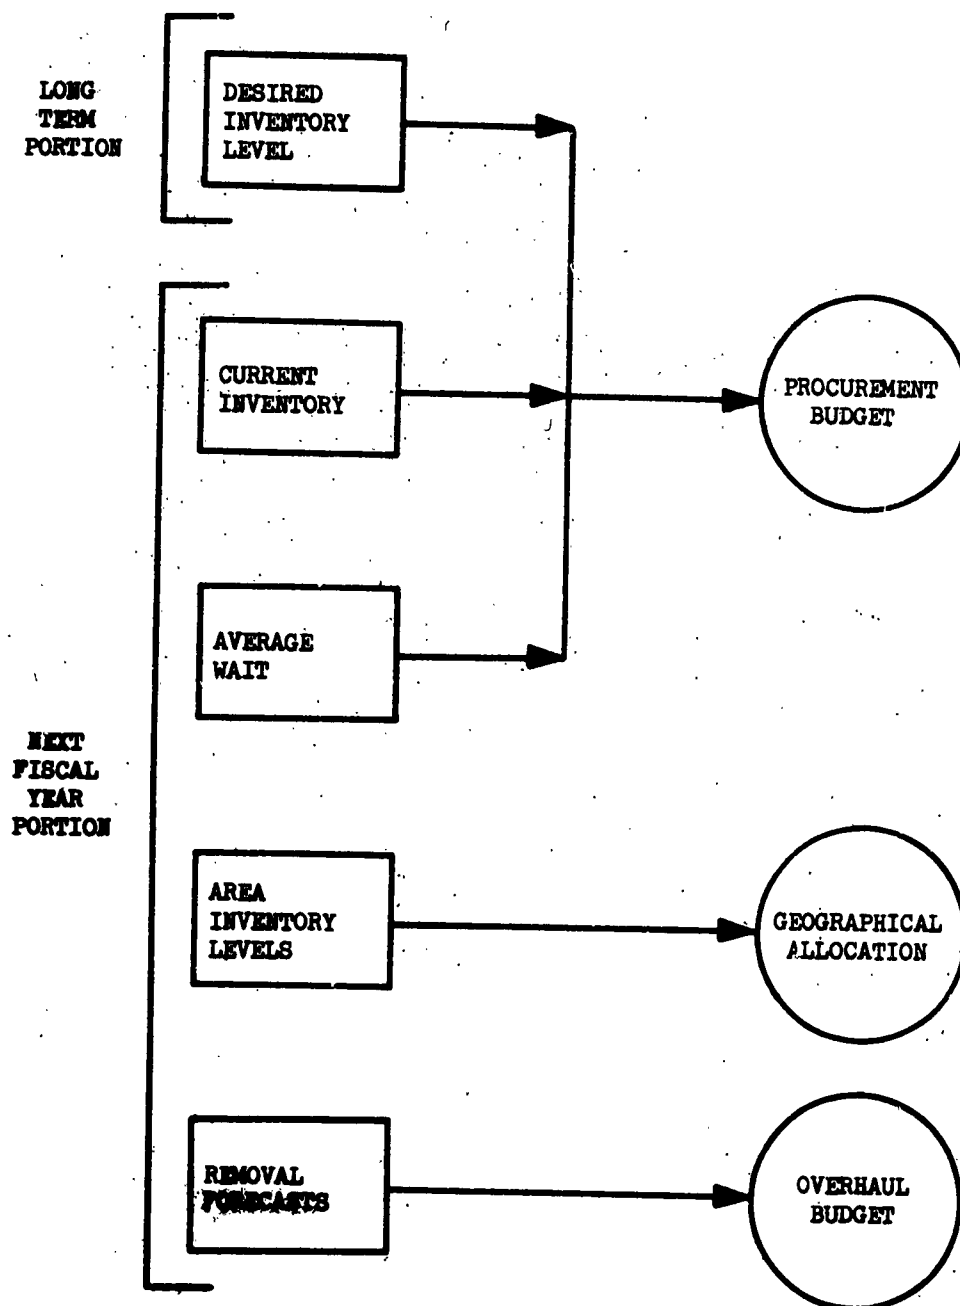 LONG
TERM
PORTION
DESIRED
INVENTORY
LEVEL
CURRENT
INVENTORY
PROCUREMENT
BUDGET
AVERAGE
WAIT
NEXT
FISCAL
YEAR
PORTION
AREA
INVENTORY
LEVELS
GEOGRAPHICAL
ALLOCATION
REMOVAL
FORECASTS
OVERHAUL
BUDGET